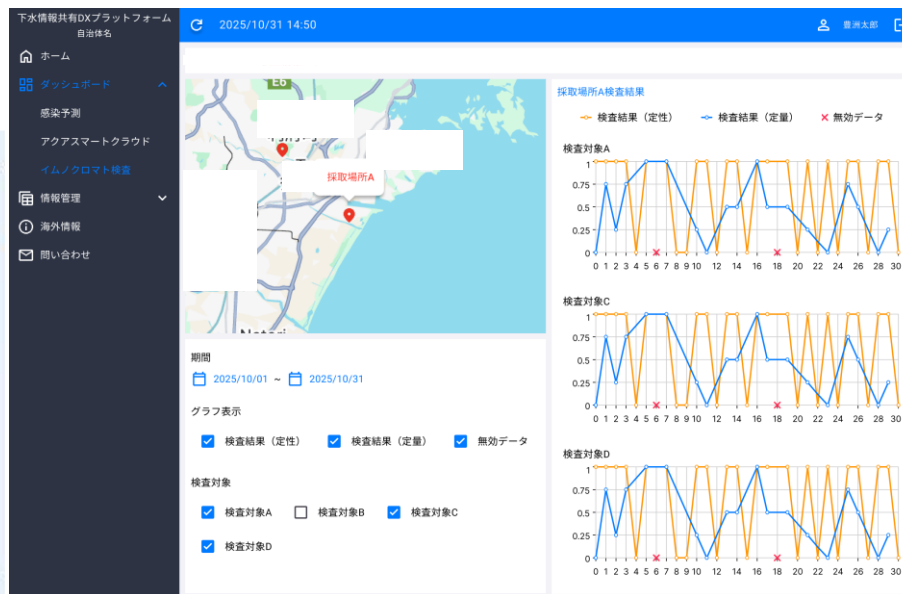 下水情報共有DXプラットフォーム
自治体名
ホーム
ダッシュボード
感染予測
アクアスマートクラウド
イムノクロマト検査
情報管理
海外情報
問い合わせ
2025/10/31 14:50
豊洲太郎
E6
採取場所A
期間
2025/10/01 ~ 2025/10/31
グラフ表示
検査結果（定性） 検査結果（定量） 無効データ
検査対象
検査対象A 検査対象B 検査対象C
検査対象D
採取場所A検査結果
検査結果（定性） 検査結果（定量） 無効データ
検査対象A
1
0.75
0.5
0.25
0
0 1 2 3 4 5 6 7 8 9 10 12 14 16 18 20 22 24 26 28 30
検査対象C
1
0.75
0.5
0.25
0
0 1 2 3 4 5 6 7 8 9 10 12 14 16 18 20 22 24 26 28 30
検査対象D
1
0.75
0.5
0.25
0
0 1 2 3 4 5 6 7 8 9 10 12 14 16 18 20 22 24 26 28 30